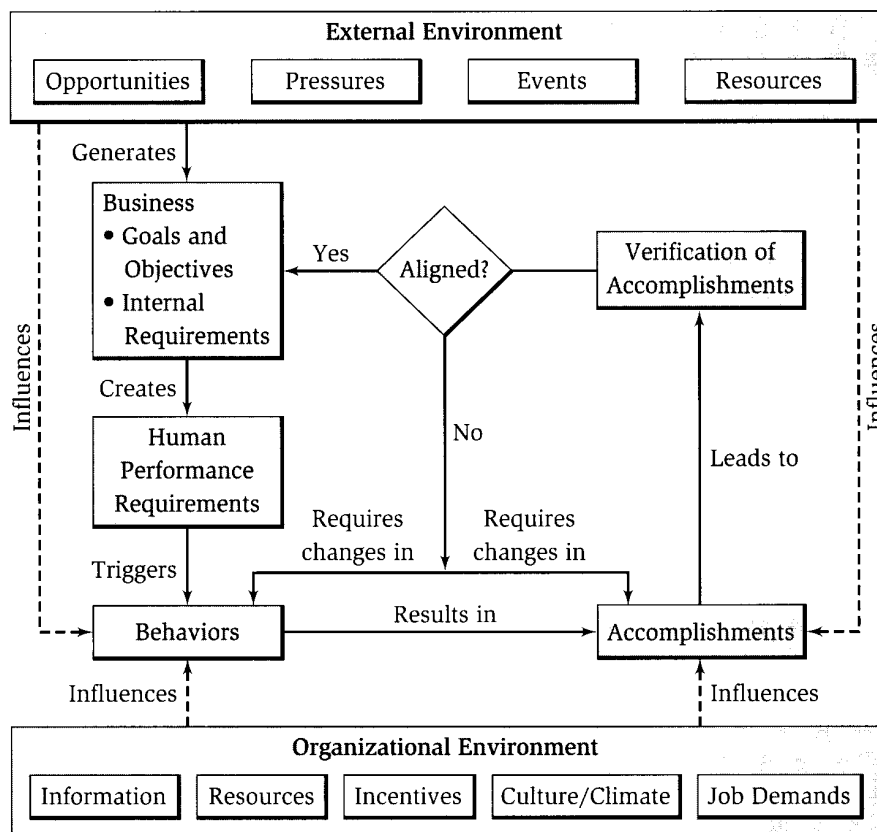 External Environment
Opportunities
Pressures
Events
Resources
Generates
Business
• Goals and
Objectives
• Internal
Requirements
Yes
Aligned?
Verification of
Accomplishments
Influences
Influences
Creates
No
Human
Performance
Requirements
Leads to
Requires
changes in
Requires
changes in
Triggers
Behaviors
Results in
Accomplishments
Influences
Influences
Organizational Environment
Information
Resources
Incentives
Culture/Climate
Job Demands